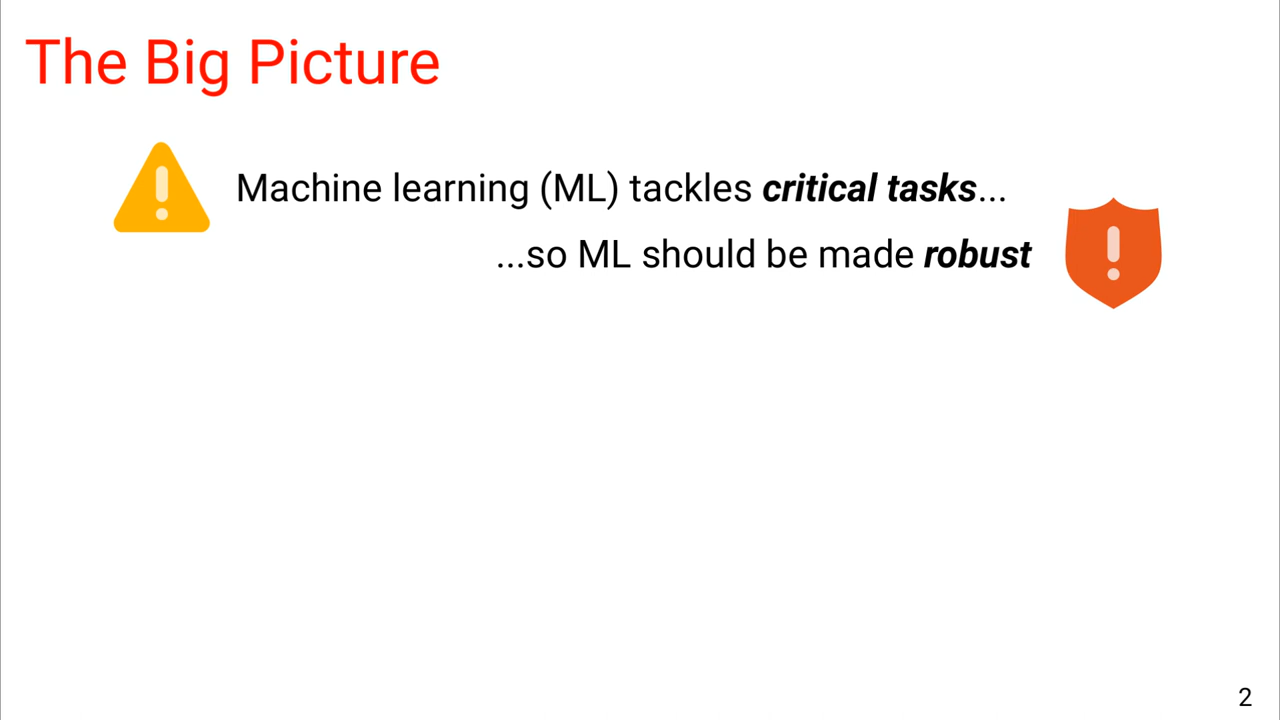 The Big Picture
Machine learning (ML) tackles critical tasks...
...so ML should be made robust
2